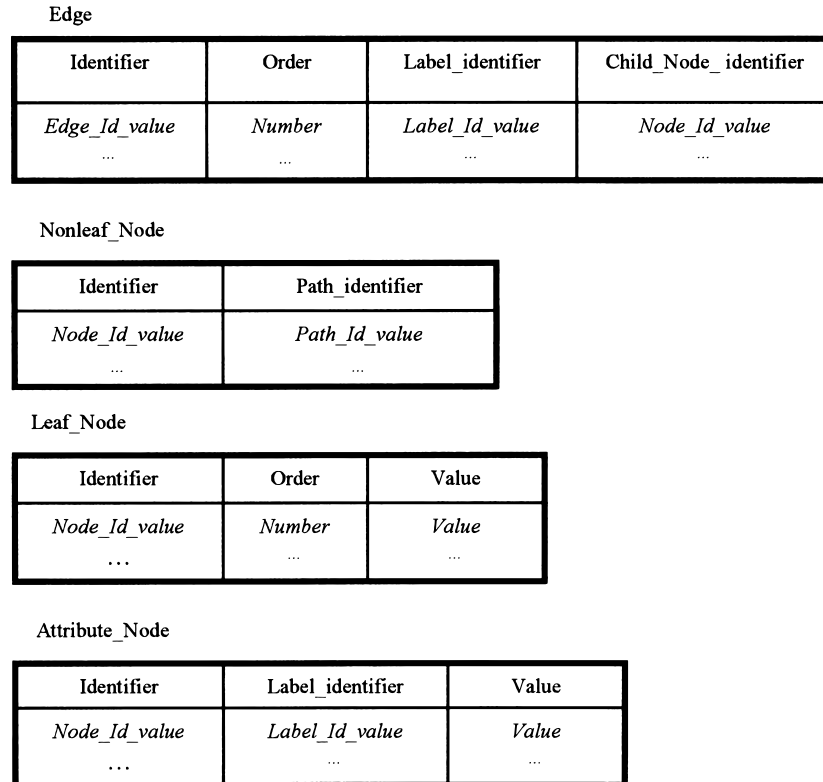 Edge
Identifier Order Label_identifier Child_Node_ identifier
Edge_Id_value Number Label_Id_value Node_Id_value
... ... ... ...
Nonleaf_Node
Identifier Path_identifier
Node_Id_value Path_Id_value
... ...
Leaf_Node
Identifier Order Value
Node_Id_value Number Value
... ... ...
Attribute_Node
Identifier Label_identifier Value
Node_Id_value Label_Id_value Value
... ... ...